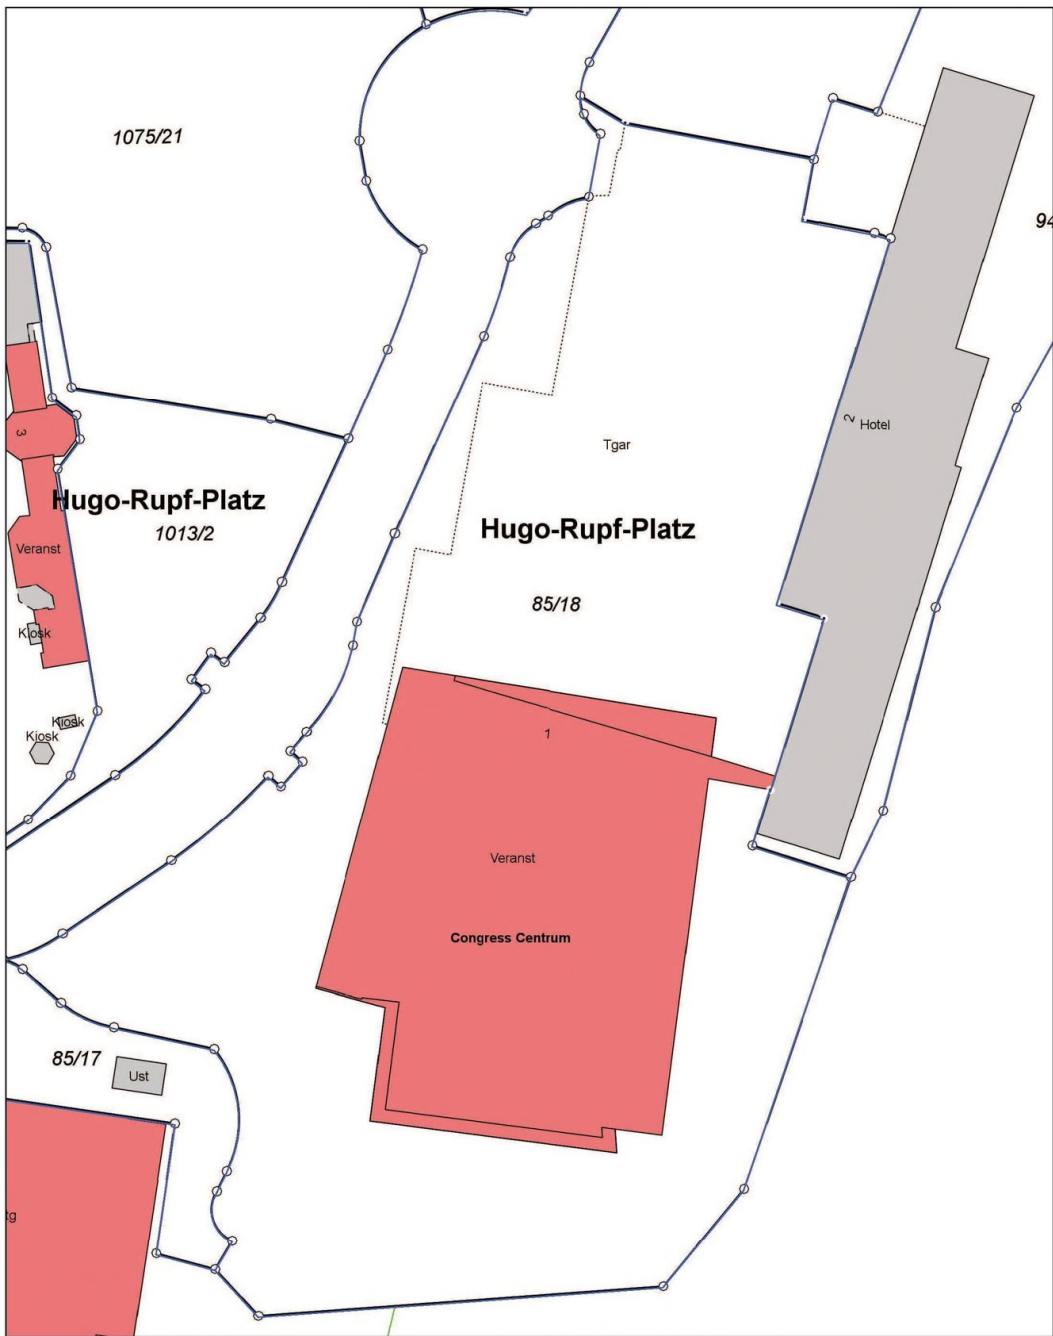 1075/21
94
3
2
Hotel
Tgar
Hugo-Rupf-Platz
1013/2
Hugo-Rupf-Platz
Veranst
85/18
Kiosk
Kiosk
Kiosk
1
Veranst
Congress Centrum
85/17
Ust
tg